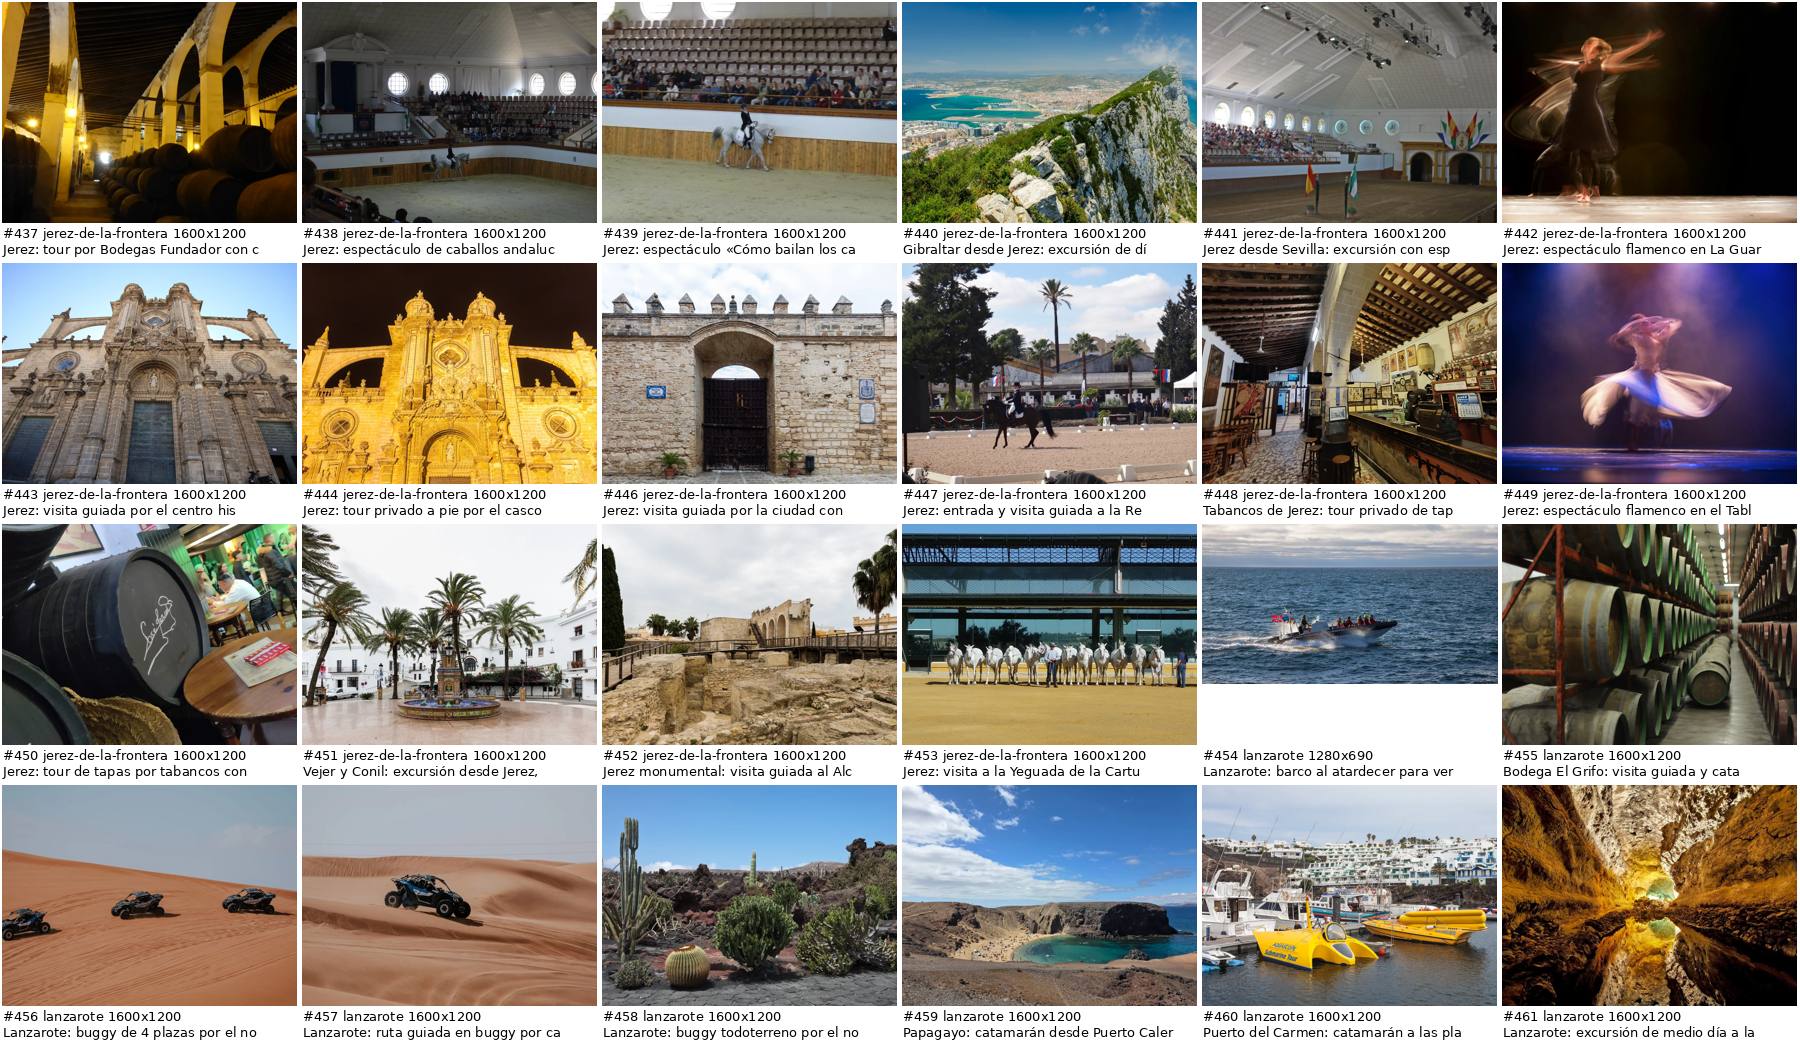 #437 jerez-de-la-frontera 1600x1200
Jerez: tour por Bodegas Fundador con c
#438 jerez-de-la-frontera 1600x1200
Jerez: espectáculo de caballos andaluc
#439 jerez-de-la-frontera 1600x1200
Jerez: espectáculo «Cómo bailan los ca
#440 jerez-de-la-frontera 1600x1200
Gibraltar desde Jerez: excursión de dí
#441 jerez-de-la-frontera 1600x1200
Jerez desde Sevilla: excursión con esp
#442 jerez-de-la-frontera 1600x1200
Jerez: espectáculo flamenco en La Guar
#443 jerez-de-la-frontera 1600x1200
Jerez: visita guiada por el centro his
#444 jerez-de-la-frontera 1600x1200
Jerez: tour privado a pie por el casco
#446 jerez-de-la-frontera 1600x1200
Jerez: visita guiada por la ciudad con
#447 jerez-de-la-frontera 1600x1200
Jerez: entrada y visita guiada a la Re
#448 jerez-de-la-frontera 1600x1200
Tabancos de Jerez: tour privado de tap
#449 jerez-de-la-frontera 1600x1200
Jerez: espectáculo flamenco en el Tabl
#450 jerez-de-la-frontera 1600x1200
Jerez: tour de tapas por tabancos con
#451 jerez-de-la-frontera 1600x1200
Vejer y Conil: excursión desde Jerez,
#452 jerez-de-la-frontera 1600x1200
Jerez monumental: visita guiada al Alc
#453 jerez-de-la-frontera 1600x1200
Jerez: visita a la Yeguada de la Cartu
#454 lanzarote 1280x690
Lanzarote: barco al atardecer para ver
#455 lanzarote 1600x1200
Bodega El Grifo: visita guiada y cata
Submarine Tour
#456 lanzarote 1600x1200
Lanzarote: buggy de 4 plazas por el no
#457 lanzarote 1600x1200
Lanzarote: ruta guiada en buggy por ca
#458 lanzarote 1600x1200
Lanzarote: buggy todoterreno por el no
#459 lanzarote 1600x1200
Papagayo: catamarán desde Puerto Caler
#460 lanzarote 1600x1200
Puerto del Carmen: catamarán a las pla
#461 lanzarote 1600x1200
Lanzarote: excursión de medio día a la